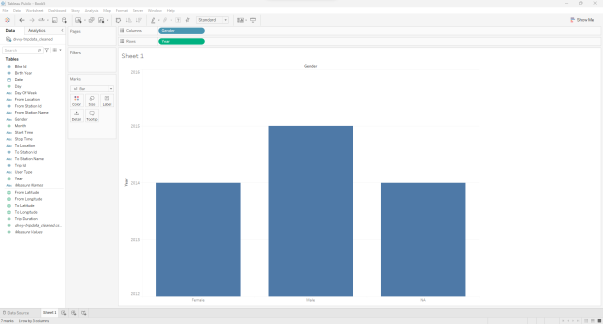 Tableau Public - Book1
File Data Worksheet Dashboard Story Analysis Map Format Server Window Help
Standard
Show Me
Data Analytics
Pages
Columns Gender
Rows Year
divvy-tripdata_cleaned
Search
Filters
Sheet 1
Tables
Bike Id
Birth Year
Date
Day
Day Of Week
From Location
From Station Id
From Station Name
Gender
Month
Start Time
Stop Time
To Location
To Station Id
To Station Name
Trip Id
User Type
Year
Measure Names
From Latitude
From Longitude
To Latitude
To Longitude
Trip Duration
Measure Values
Marks
Bar
Color Size Label
Detail Tooltip
Gender
Year
2016
2015
2014
2013
2012
Female Male NA
Data Source Sheet 1